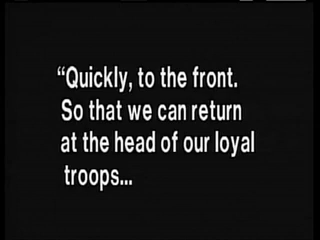 “Quickly, to the front.
So that we can return
at the head of our loyal
troops...